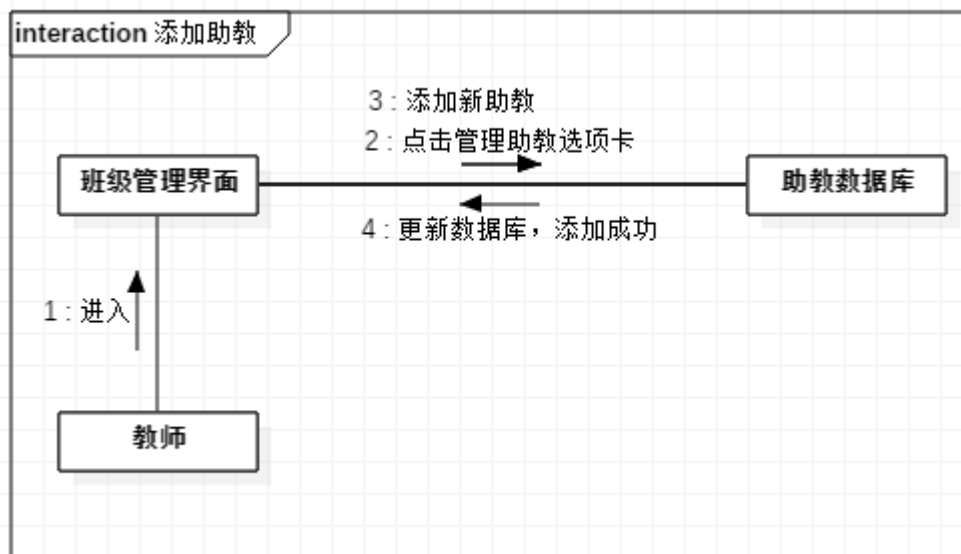 interaction 添加助教
3 : 添加新助教
2 : 点击管理助教选项卡
班级管理界面
助教数据库
4 : 更新数据库，添加成功
1 : 进入
教师